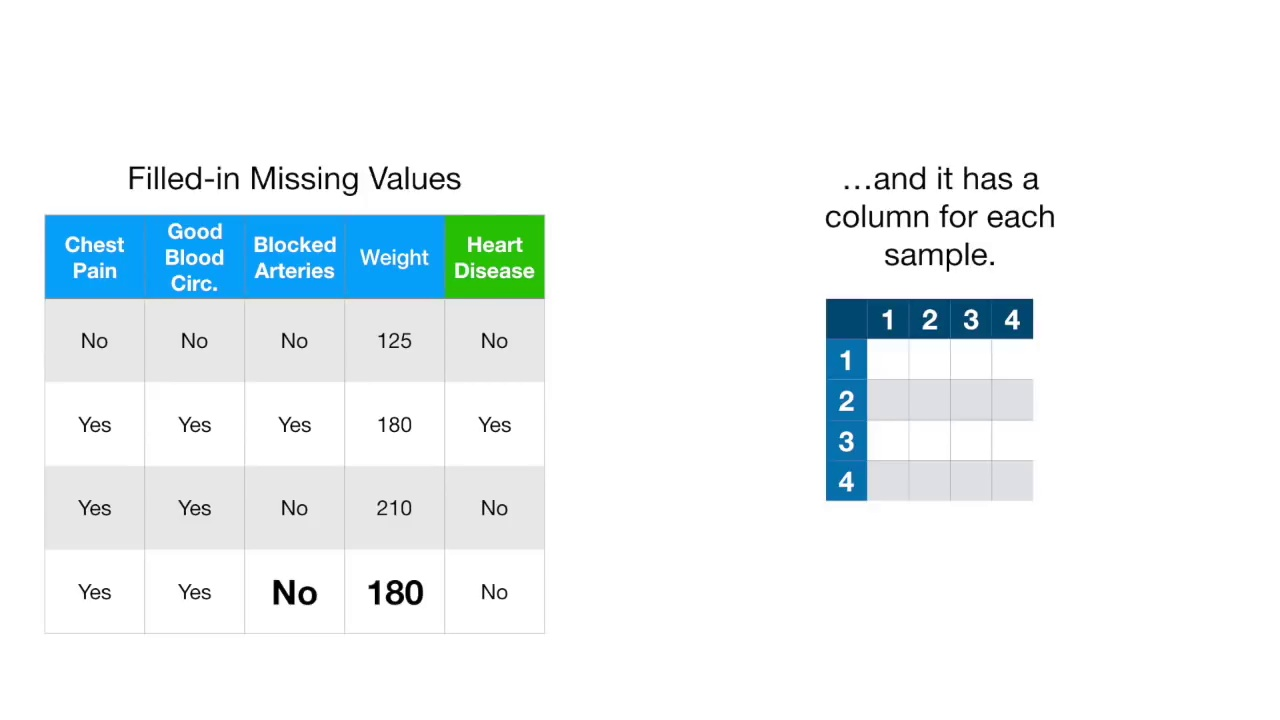 Filled-in Missing Values
Chest Pain	Good Blood Circ.	Blocked Arteries	Weight	Heart Disease
No	No	No	125	No
Yes	Yes	Yes	180	Yes
Yes	Yes	No	210	No
Yes	Yes	No	180	No
…and it has a
column for each
sample.
1	2	3	4
1
2
3
4